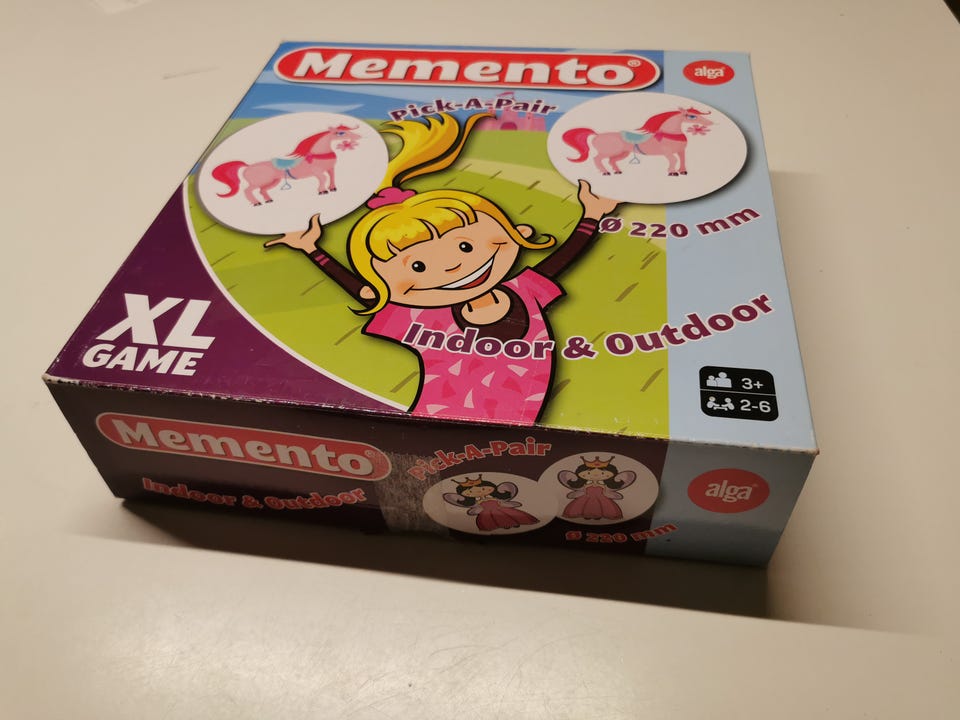 Memento®
alga
Pick-A-Pair
Ø 220 mm
Indoor & Outdoor
XL
GAME
3+
2-6
Memento®
Pick-A-Pair
Indoor & Outdoor
Ø 220 mm
alga